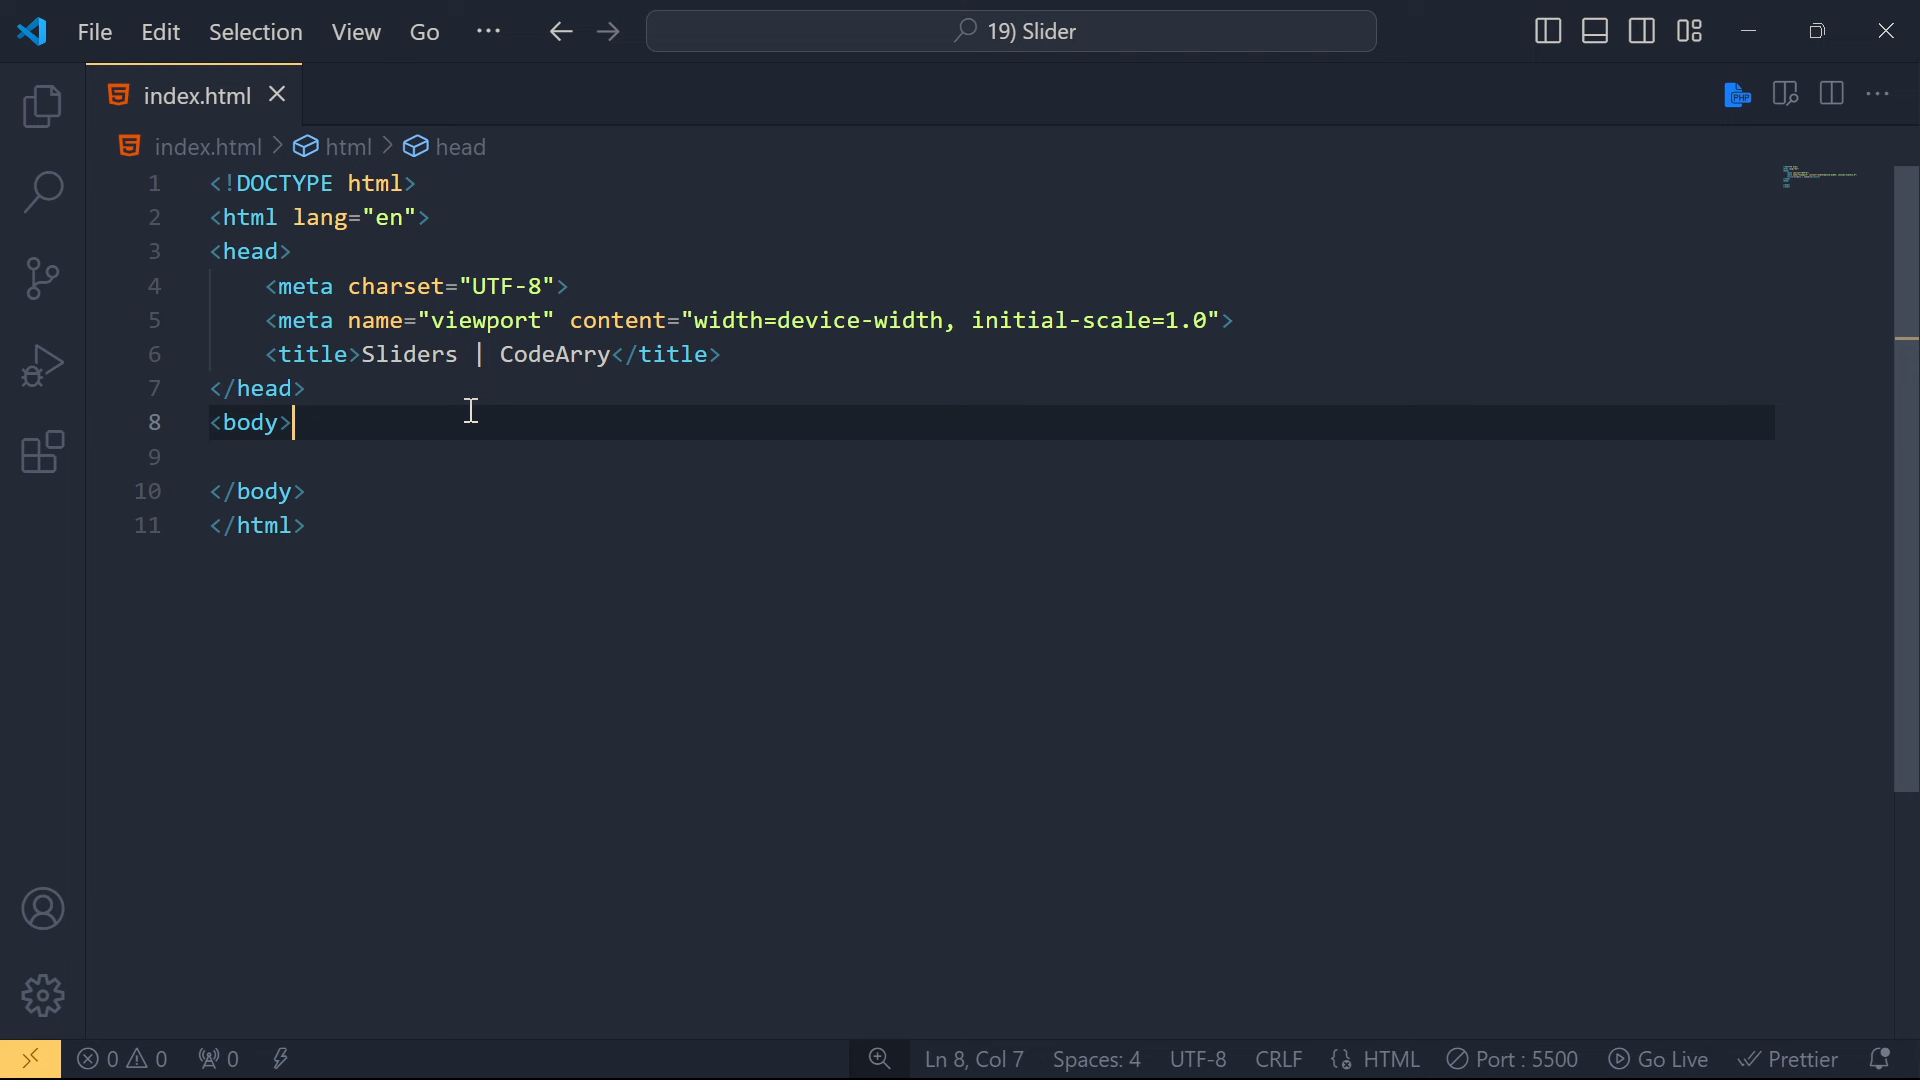 File Edit Selection View Go ··· 19) Slider
index.html
index.html > html > head
1 <!DOCTYPE html>
2 <html lang="en">
3 <head>
4     <meta charset="UTF-8">
5     <meta name="viewport" content="width=device-width, initial-scale=1.0">
6     <title>Sliders | CodeArry</title>
7 </head>
8 <body>
9
10 </body>
11 </html>
0 0 0 Ln 8, Col 7 Spaces: 4 UTF-8 CRLF HTML Port : 5500 Go Live Prettier